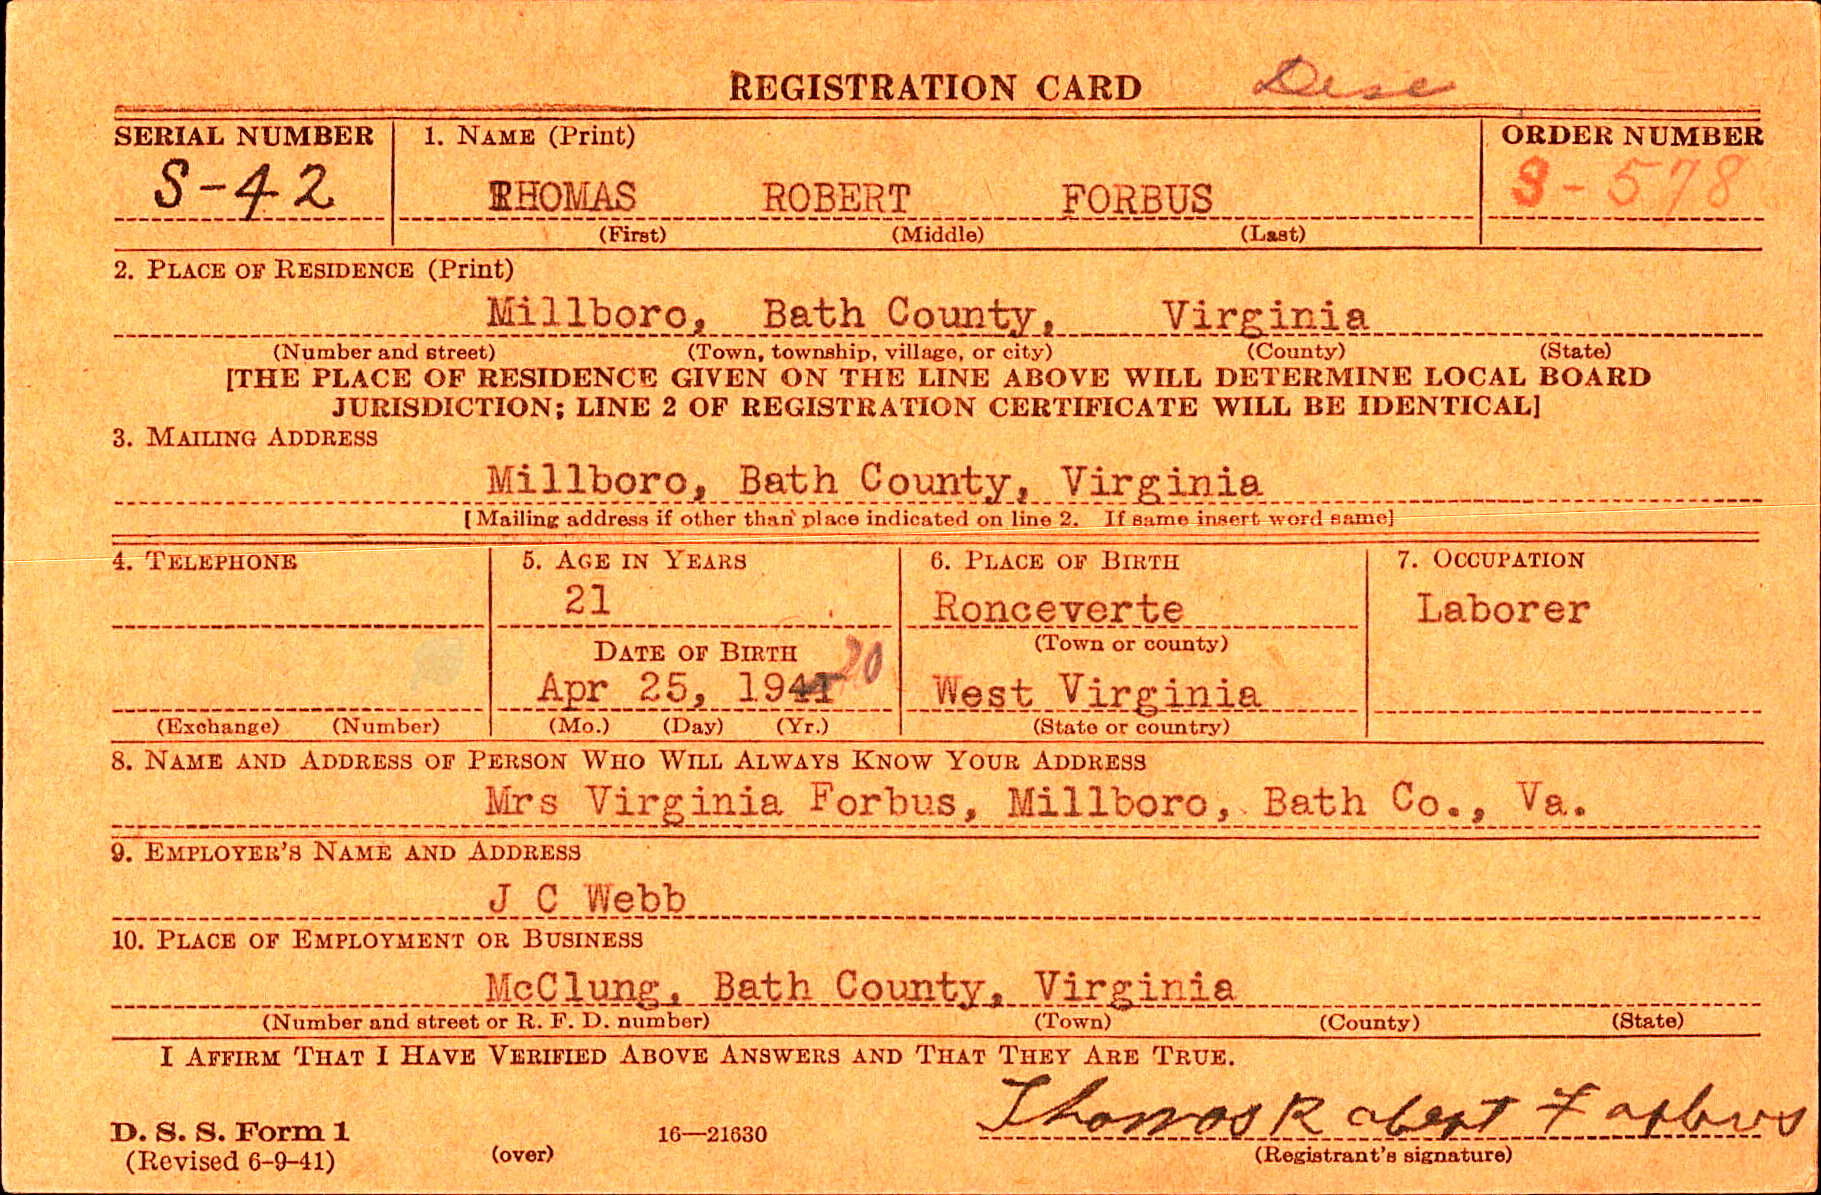 REGISTRATION CARD
SERIAL NUMBER 1. NAME (Print) ORDER NUMBER
S-42 THOMAS ROBERT FORBUS S-578
(First) (Middle) (Last)
2. PLACE OF RESIDENCE (Print)
Millboro, Bath County, Virginia
(Number and street) (Town, township, village, or city) (County) (State)
[THE PLACE OF RESIDENCE GIVEN ON THE LINE ABOVE WILL DETERMINE LOCAL BOARD
JURISDICTION; LINE 2 OF REGISTRATION CERTIFICATE WILL BE IDENTICAL]
3. MAILING ADDRESS
Millboro, Bath County, Virginia
[Mailing address if other than place indicated on line 2. If same insert word same]
4. TELEPHONE 5. AGE IN YEARS 6. PLACE OF BIRTH 7. OCCUPATION
21 Ronceverte Laborer
DATE OF BIRTH (Town or county)
20
Apr 25, 1941 West Virginia
(Exchange) (Number) (Mo.) (Day) (Yr.) (State or country)
8. NAME AND ADDRESS OF PERSON WHO WILL ALWAYS KNOW YOUR ADDRESS
Mrs Virginia Forbus, Millboro, Bath Co., Va.
9. EMPLOYER'S NAME AND ADDRESS
J C Webb
10. PLACE OF EMPLOYMENT OR BUSINESS
McClung, Bath County, Virginia
(Number and street or R. F. D. number) (Town) (County) (State)
I AFFIRM THAT I HAVE VERIFIED ABOVE ANSWERS AND THAT THEY ARE TRUE.
Thomas Robert Forbus
D. S. S. Form 1 16—21630
(Revised 6-9-41) (over) (Registrant's signature)